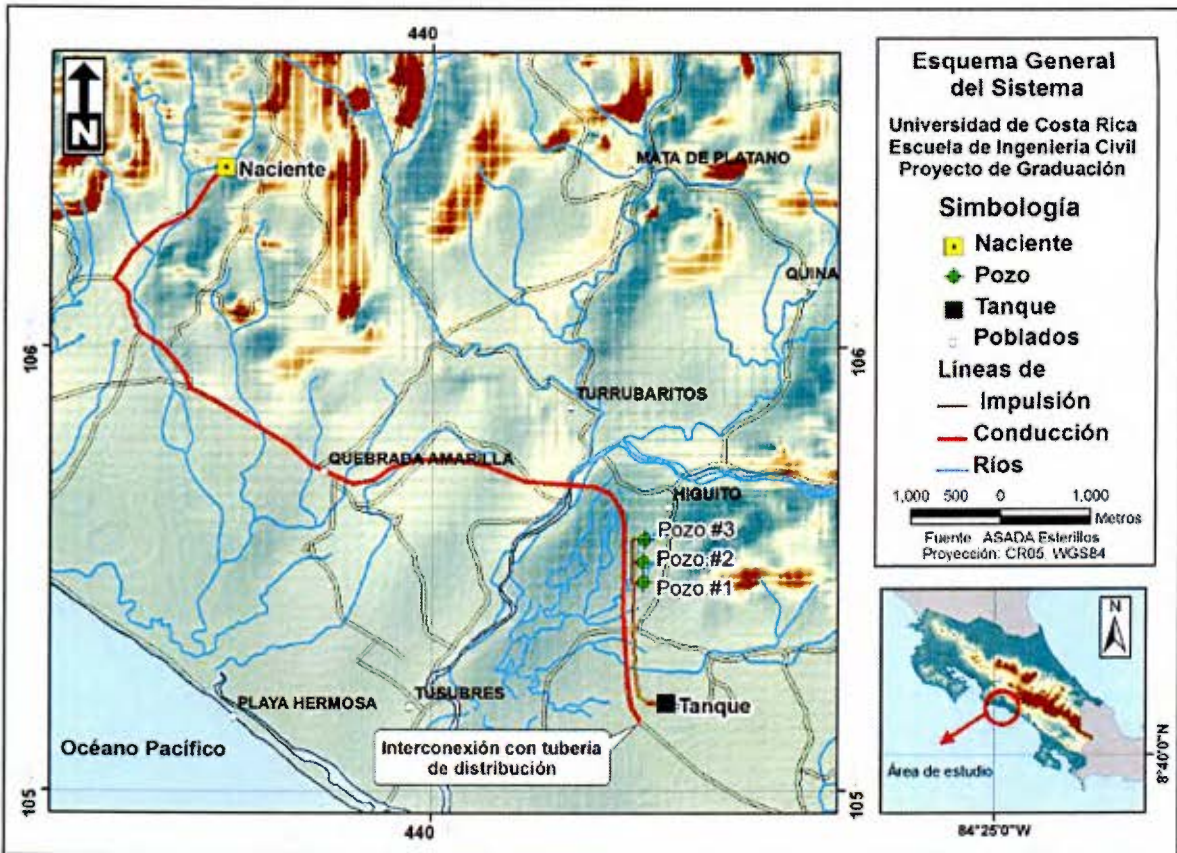 440
N
Naciente
MATA DE PLATANO
QUINA
106
106
TURRUBARITOS
QUEBRADA AMARILLA
HIGUITO
Pozo #3
Pozo #2
Pozo #1
PLAYA HERMOSA
TUSUBRES
Tanque
Océano Pacífico
Interconexión con tubería
de distribución
105
105
440
Esquema General
del Sistema
Universidad de Costa Rica
Escuela de Ingeniería Civil
Proyecto de Graduación
Simbología
Naciente
Pozo
Tanque
Poblados
Líneas de
Impulsión
Conducción
Ríos
1,000 500 0 1,000
Metros
Fuente ASADA Esterillos
Proyección: CR05 WGS84
N
Área de estudio
8°40'0"N
84°25'0"W